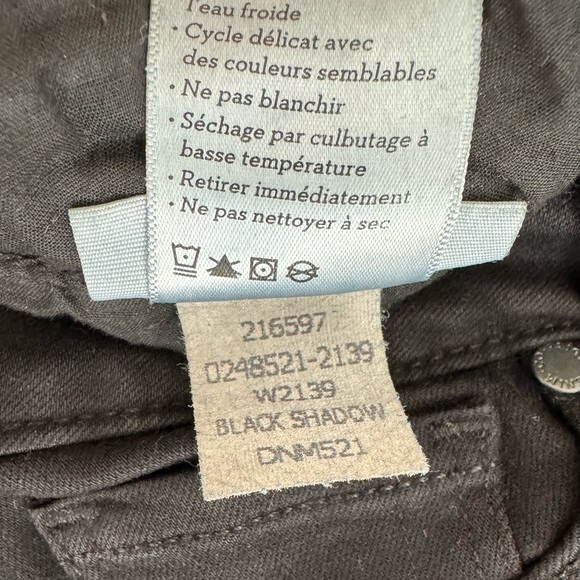 l'eau froide
· Cycle délicat avec
des couleurs semblables
· Ne pas blanchir
· Séchage par culbutage à
basse température
· Retirer immédiatement
· Ne pas nettoyer à sec
216597
0248521-2139
W2139
BLACK SHADOW
DNM521